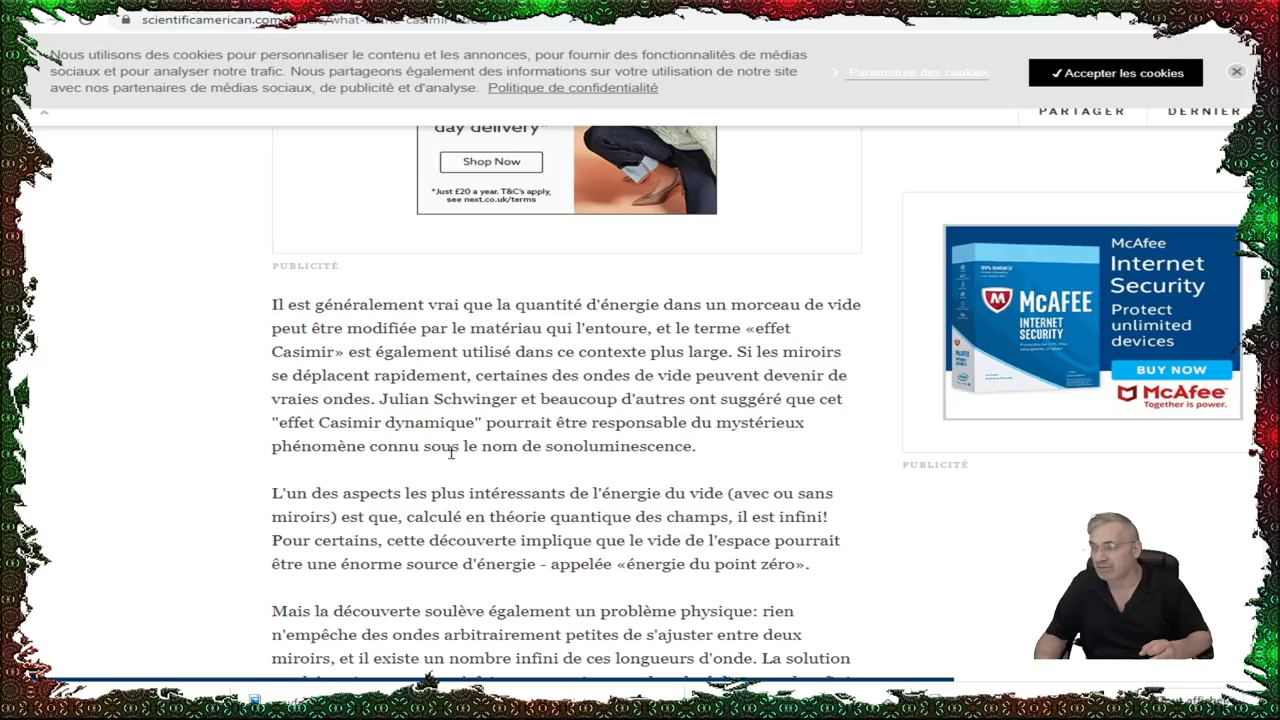 scientificamerican.com
Nous utilisons des cookies pour personnaliser le contenu et les annonces, pour fournir des fonctionnalités de médias
sociaux et pour analyser notre trafic. Nous partageons également des informations sur votre utilisation de notre site
avec nos partenaires de médias sociaux, de publicité et d'analyse. Politique de confidentialité
Paramètres des cookies
✓ Accepter les cookies
PARTAGER
DERNIER
day delivery*
Shop Now
*Just £20 a year. T&C's apply,
see next.co.uk/terms
PUBLICITÉ
Il est généralement vrai que la quantité d'énergie dans un morceau de vide
peut être modifiée par le matériau qui l'entoure, et le terme «effet
Casimir» est également utilisé dans ce contexte plus large. Si les miroirs
se déplacent rapidement, certaines des ondes de vide peuvent devenir de
vraies ondes. Julian Schwinger et beaucoup d'autres ont suggéré que cet
"effet Casimir dynamique" pourrait être responsable du mystérieux
phénomène connu sous le nom de sonoluminescence.
L'un des aspects les plus intéressants de l'énergie du vide (avec ou sans
miroirs) est que, calculé en théorie quantique des champs, il est infini!
Pour certains, cette découverte implique que le vide de l'espace pourrait
être une énorme source d'énergie - appelée «énergie du point zéro».
Mais la découverte soulève également un problème physique: rien
n'empêche des ondes arbitrairement petites de s'ajuster entre deux
miroirs, et il existe un nombre infini de ces longueurs d'onde. La solution
McAfee
Internet
Security
Protect
unlimited
devices
BUY NOW
McAfee
Together is power.
McAFEE
INTERNET
SECURITY
PUBLICITÉ